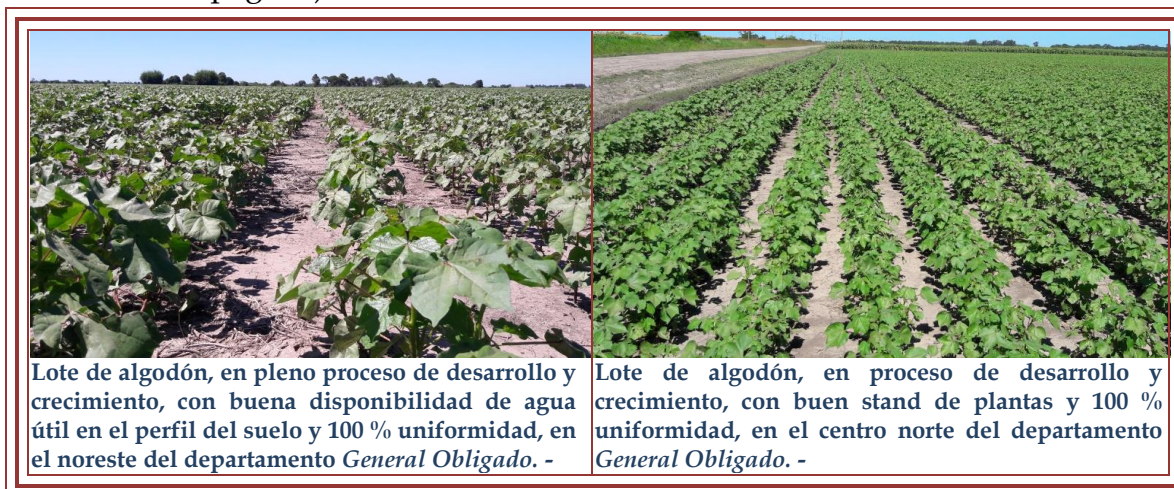 Lote de algodón, en pleno proceso de desarrollo y
crecimiento, con buena disponibilidad de agua
útil en el perfil del suelo y 100 % uniformidad, en
el noreste del departamento General Obligado. -
Lote de algodón, en proceso de desarrollo y
crecimiento, con buen stand de plantas y 100 %
uniformidad, en el centro norte del departamento
General Obligado. -